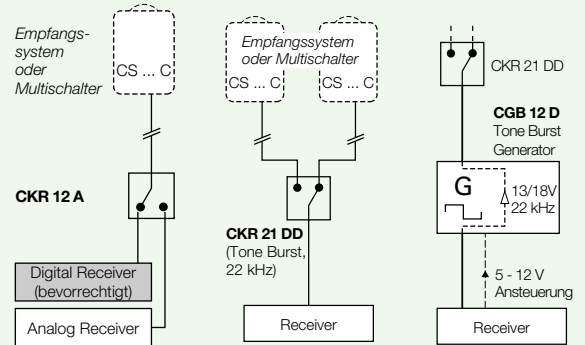 Empfangs-
system
oder
Multischalter
CS ... C
CKR 12 A
Digital Receiver
(bevorrechtigt)
Analog Receiver
Empfangssystem
oder Multischalter
CS ... C
CS ... C
CKR 21 DD
(Tone Burst,
22 kHz)
Receiver
CKR 21 DD
CGB 12 D
Tone Burst
Generator
G
13/18V
22 kHz
5 - 12 V
Ansteuerung
Receiver